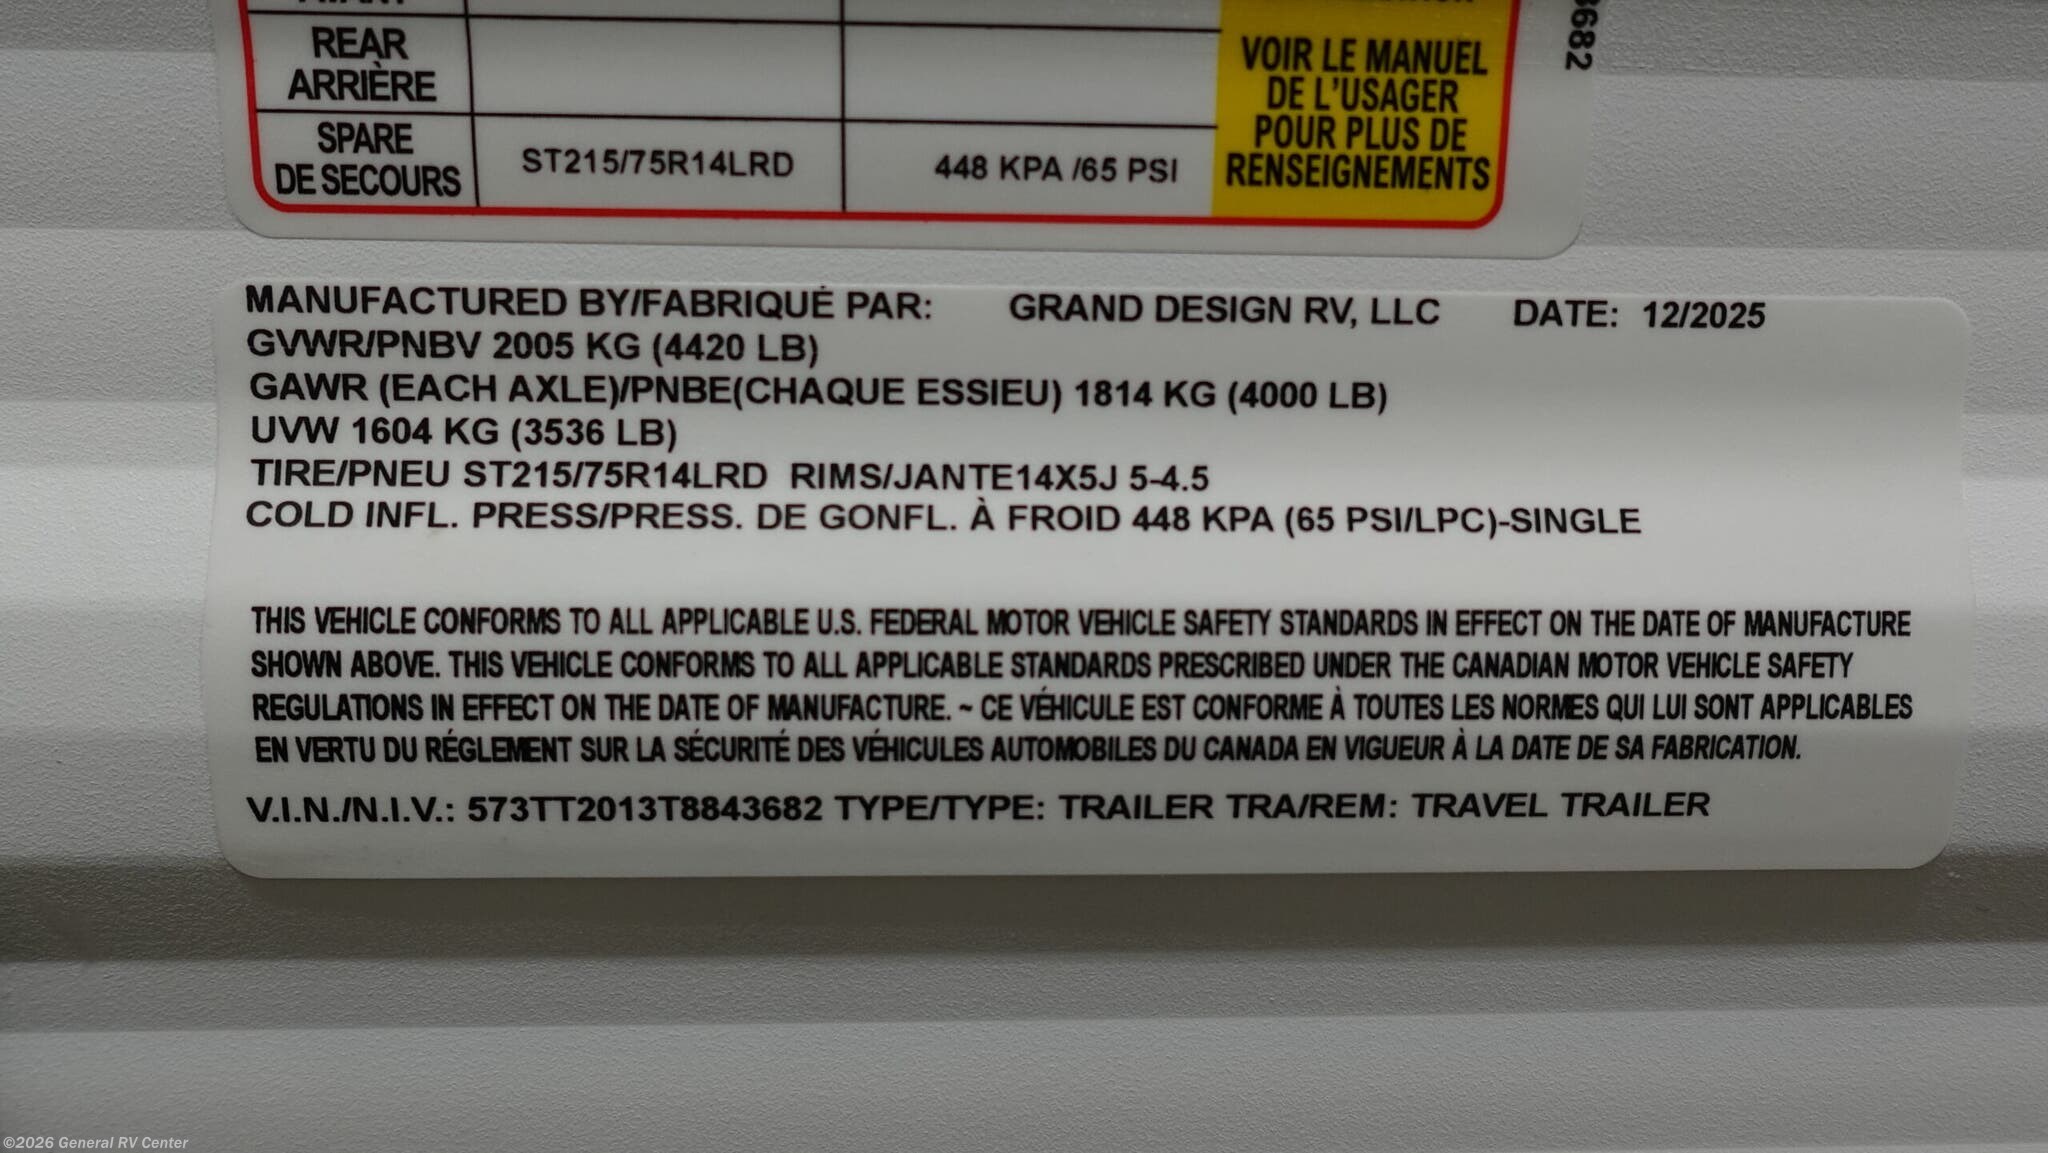 REAR
ARRIÈRE
SPARE
DE SECOURS
ST215/75R14LRD
448 KPA /65 PSI
VOIR LE MANUEL
DE L'USAGER
POUR PLUS DE
RENSEIGNEMENTS
3682
MANUFACTURED BY/FABRIQUÉ PAR: GRAND DESIGN RV, LLC DATE: 12/2025
GVWR/PNBV 2005 KG (4420 LB)
GAWR (EACH AXLE)/PNBE(CHAQUE ESSIEU) 1814 KG (4000 LB)
UVW 1604 KG (3536 LB)
TIRE/PNEU ST215/75R14LRD RIMS/JANTE14X5J 5-4.5
COLD INFL. PRESS/PRESS. DE GONFL. À FROID 448 KPA (65 PSI/LPC)-SINGLE
THIS VEHICLE CONFORMS TO ALL APPLICABLE U.S. FEDERAL MOTOR VEHICLE SAFETY STANDARDS IN EFFECT ON THE DATE OF MANUFACTURE
SHOWN ABOVE. THIS VEHICLE CONFORMS TO ALL APPLICABLE STANDARDS PRESCRIBED UNDER THE CANADIAN MOTOR VEHICLE SAFETY
REGULATIONS IN EFFECT ON THE DATE OF MANUFACTURE. ~ CE VÉHICULE EST CONFORME À TOUTES LES NORMES QUI LUI SONT APPLICABLES
EN VERTU DU RÉGLEMENT SUR LA SÉCURITÉ DES VÉHICULES AUTOMOBILES DU CANADA EN VIGUEUR À LA DATE DE SA FABRICATION.
V.I.N./N.I.V.: 573TT2013T8843682 TYPE/TYPE: TRAILER TRA/REM: TRAVEL TRAILER
©2026 General RV Center